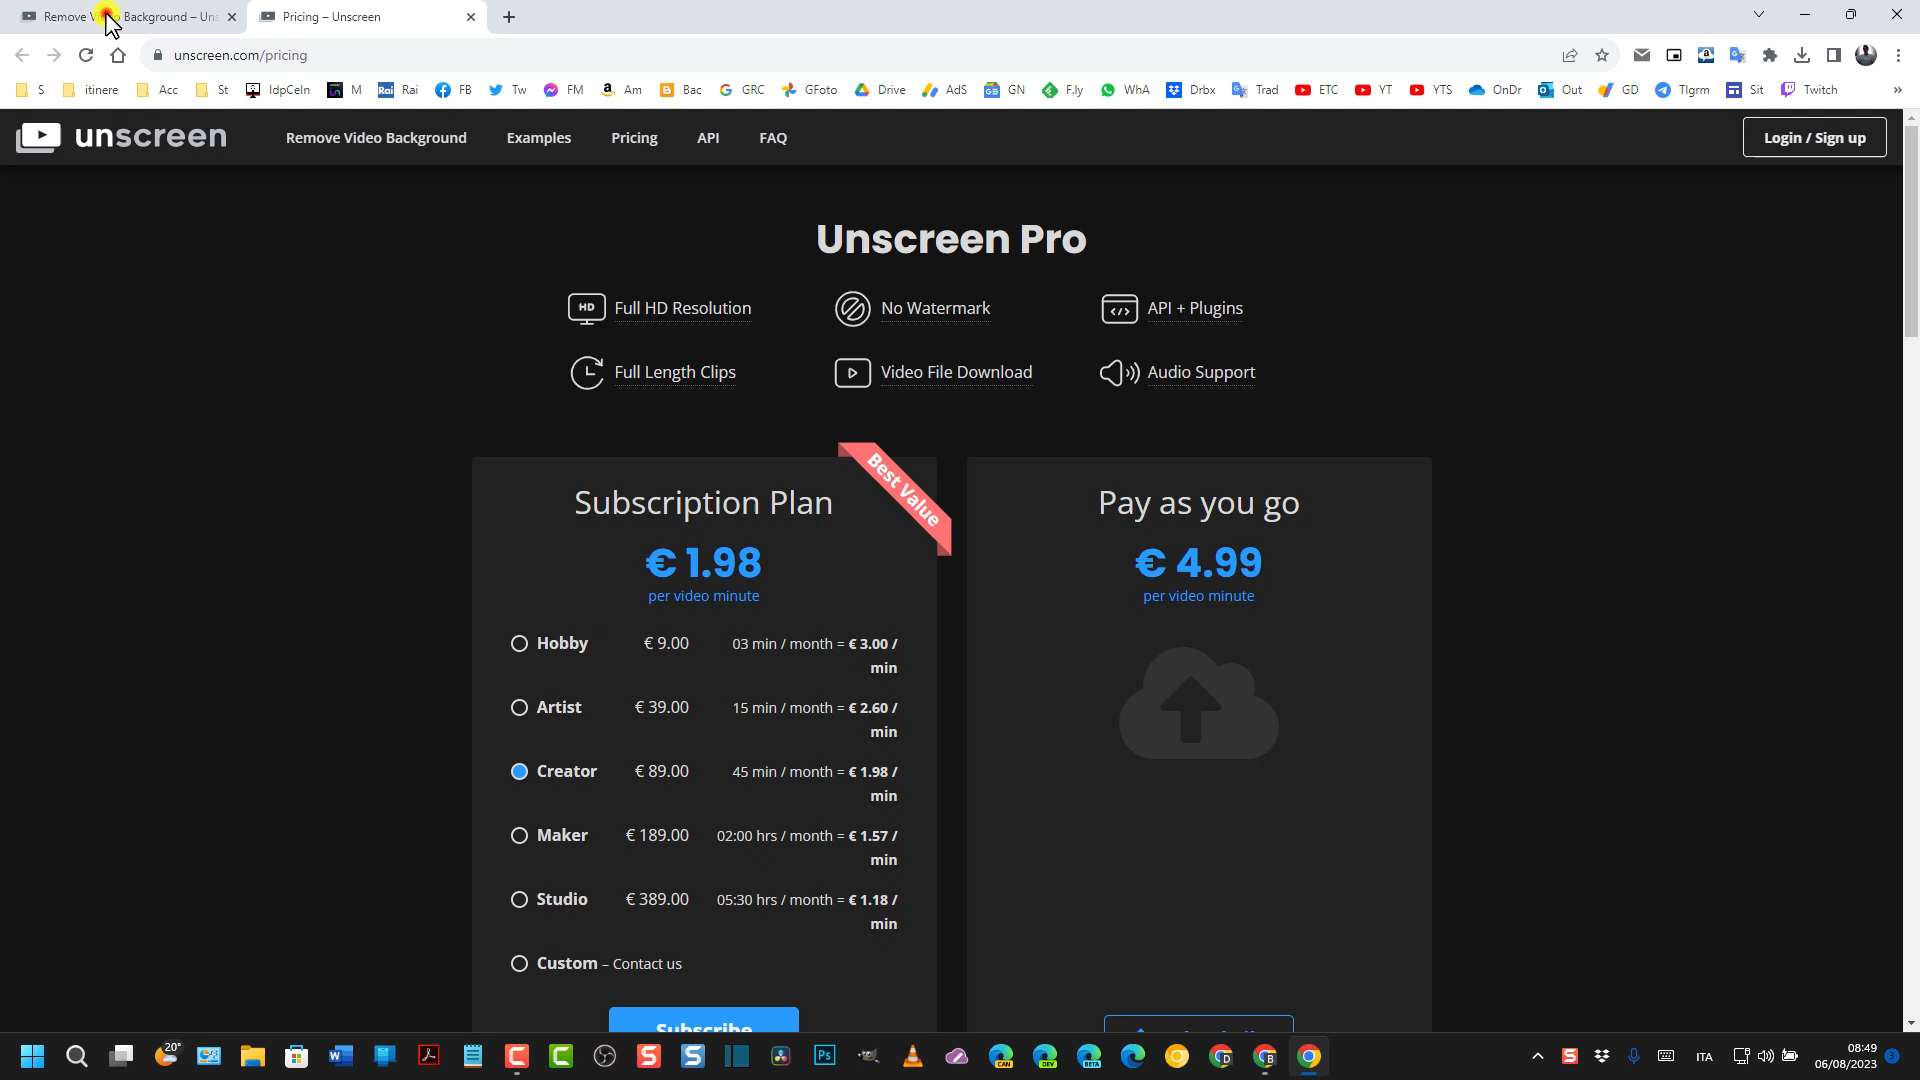 Remove V Background – Uns
Pricing – Unscreen
unscreen.com/pricing
S itinere Acc St IdpCeIn M Rai FB Tw FM Am Bac GRC GFoto Drive AdS GN F.ly WhA Drbx Trad ETC YT YTS OnDr Out GD Tlgrm Sit Twitch »
unscreen Remove Video Background Examples Pricing API FAQ Login / Sign up
Unscreen Pro
HD Full HD Resolution No Watermark API + Plugins
Full Length Clips Video File Download Audio Support
Best Value
Subscription Plan
€ 1.98
per video minute
Hobby € 9.00 03 min / month = € 3.00 /
min
Artist € 39.00 15 min / month = € 2.60 /
min
Creator € 89.00 45 min / month = € 1.98 /
min
Maker € 189.00 02:00 hrs / month = € 1.57 /
min
Studio € 389.00 05:30 hrs / month = € 1.18 /
min
Custom – Contact us
Subscribe
Pay as you go
€ 4.99
per video minute
20°
CAN DEV BETA
ITA
08:49
06/08/2023
3